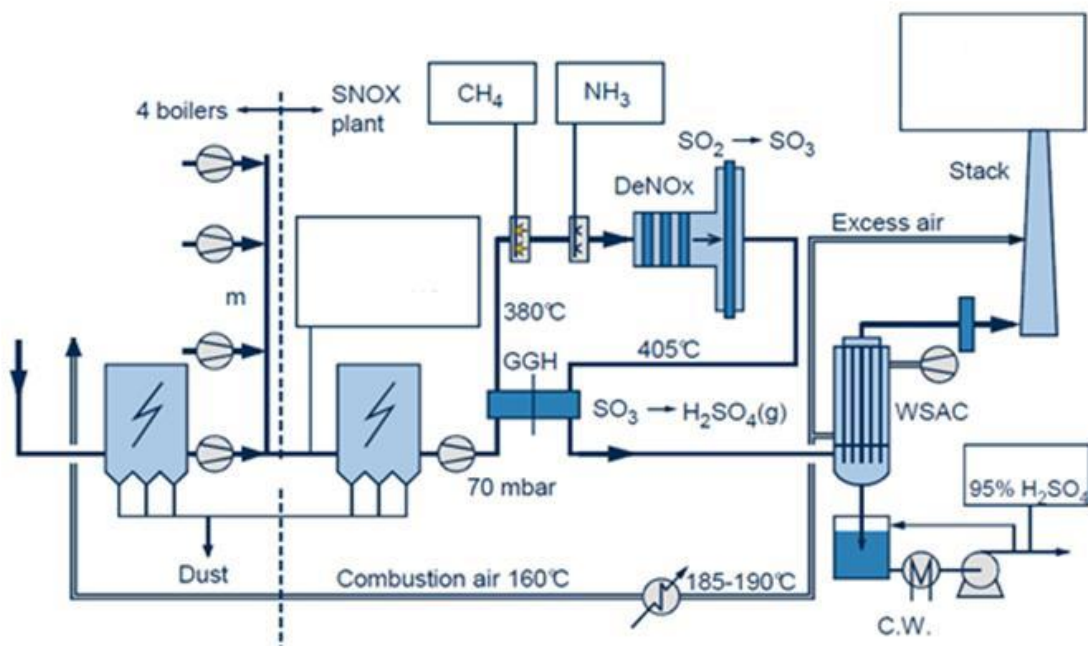 4 boilers
SNOX
plant
CH₄
NH₃
SO₂ → SO₃
DeNOx
Stack
Excess air
m
380℃
405℃
GGH
SO₃ → H₂SO₄(g)
WSAC
70 mbar
95% H₂SO₄
Dust
Combustion air 160℃
185-190℃
C.W.